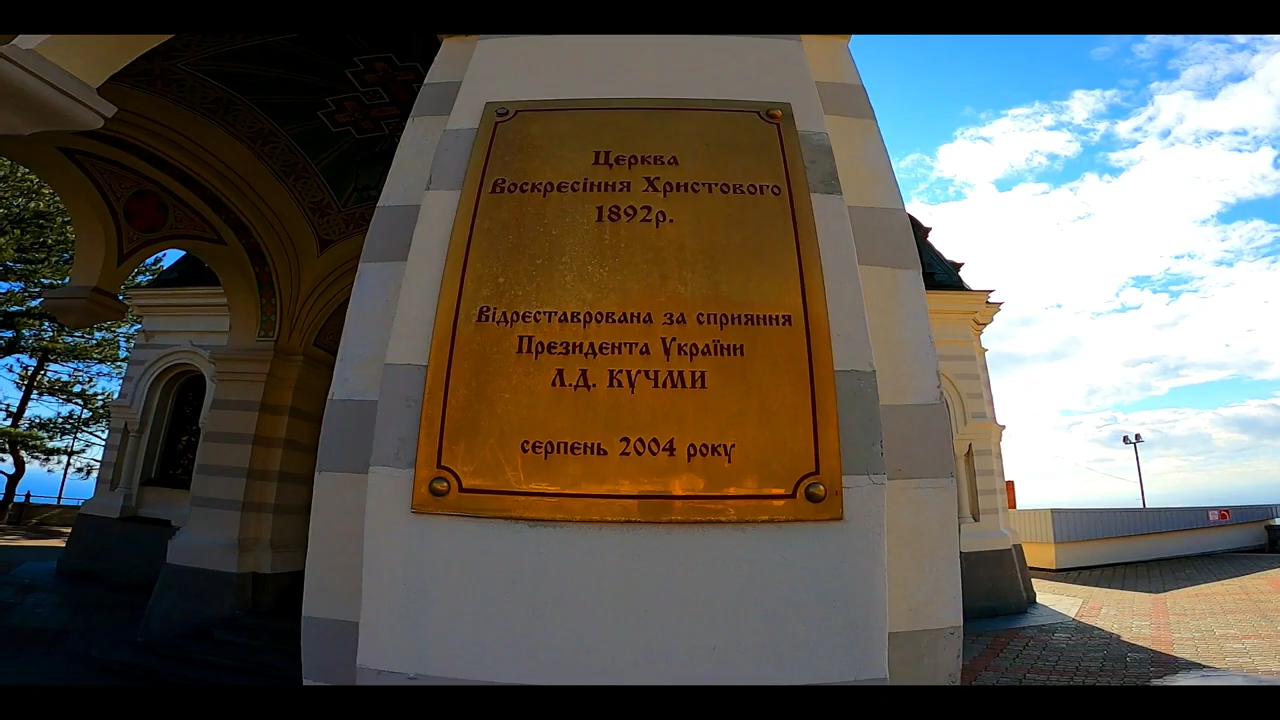 Церква
Воскресіння Христового
1892р.
Відреставрована за сприяння
Президента України
Л.Д. КУЧМИ
серпень 2004 року